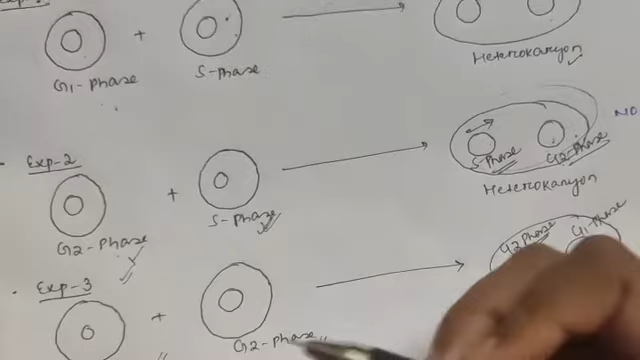 G1-Phase
S-Phase
Heterokaryon
Exp-2
G2-Phase
S-Phase
S-Phase
G2-Phase
Heterokaryon
NO
Exp-3
G2-Phase
G2 Phase
G1-Phase